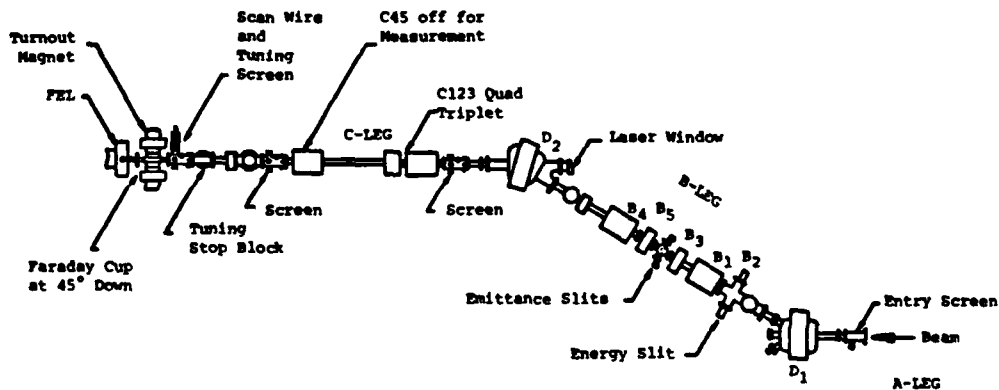 Scan Wire
and
Tuning
Screen
C45 off for
Measurement
Turnout
Magnet
FEL
C123 Quad
Triplet
C-LEG
D2
Laser Window
B-LEG
Screen
Screen
Tuning
Stop Block
Faraday Cup
at 45° Down
B4 B5
B3
B1 B2
Emittance Slits
Energy Slit
Entry Screen
Beam
D1
A-LEG